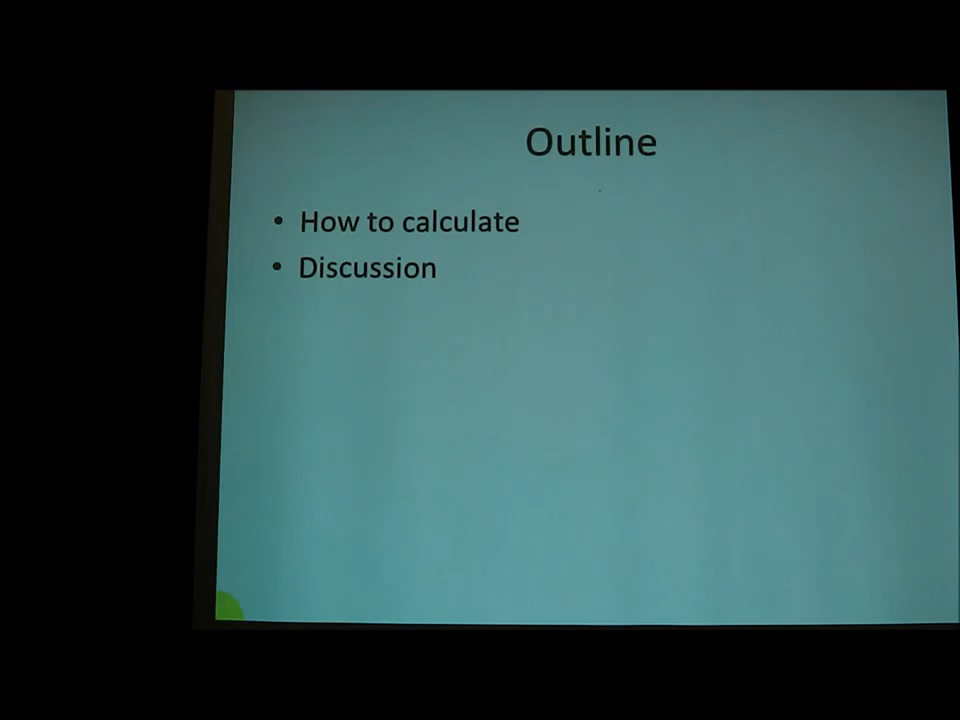 Outline
• How to calculate
• Discussion